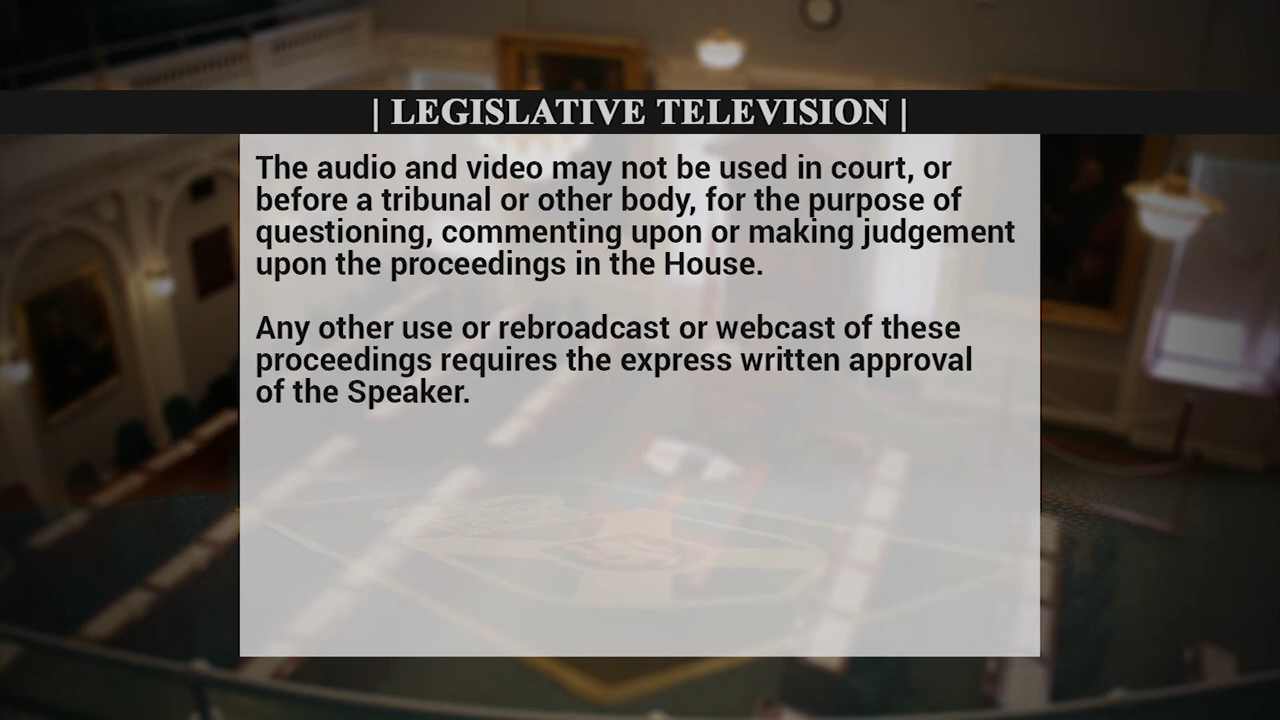 | LEGISLATIVE TELEVISION |
The audio and video may not be used in court, or
before a tribunal or other body, for the purpose of
questioning, commenting upon or making judgement
upon the proceedings in the House.
Any other use or rebroadcast or webcast of these
proceedings requires the express written approval
of the Speaker.